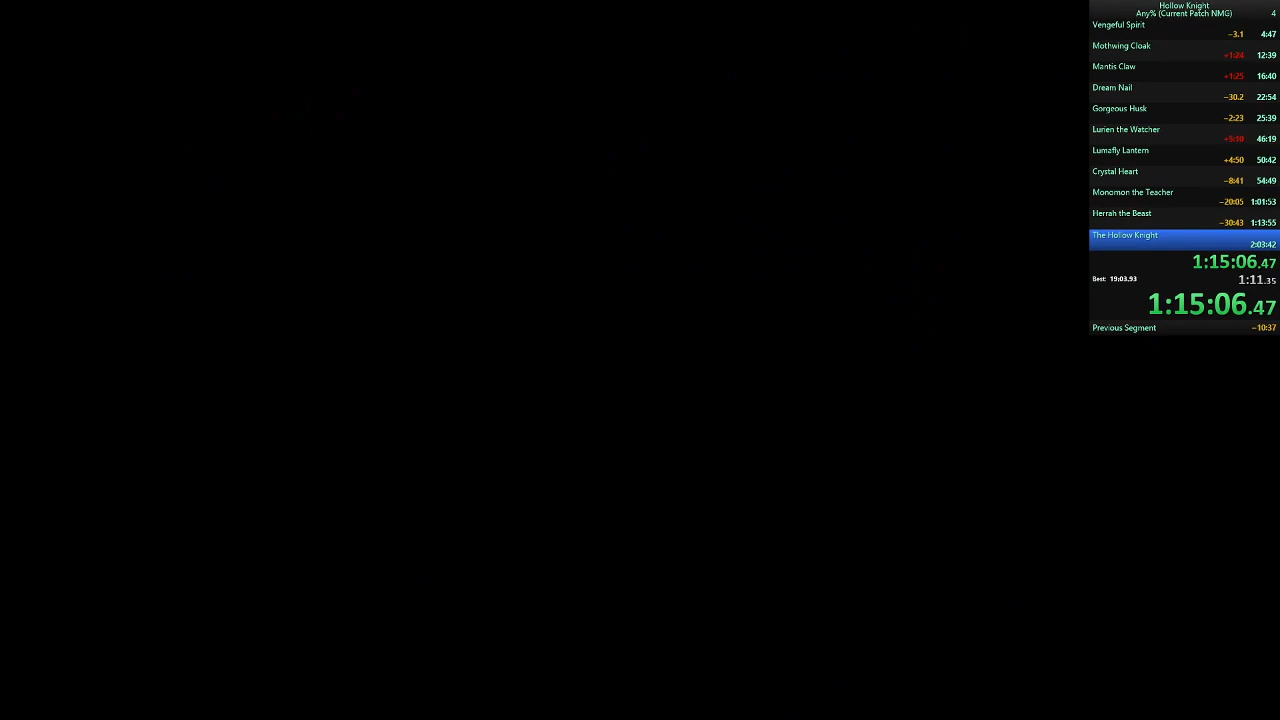 Hollow Knight
Any% (Current Patch NMG) 4
Vengeful Spirit
−3.1 4:47
Mothwing Cloak
+1:24 12:39
Mantis Claw
+1:25 16:40
Dream Nail
−30.2 22:54
Gorgeous Husk
−2:23 25:39
Lurien the Watcher
+5:10 46:19
Lumafly Lantern
+4:50 50:42
Crystal Heart
−8:41 54:49
Monomon the Teacher
−20:05 1:01:53
Herrah the Beast
−30:43 1:13:55
The Hollow Knight
2:03:42
1:15:06.47
Best: 19:03.93 1:11.35
1:15:06.47
Previous Segment −10:37